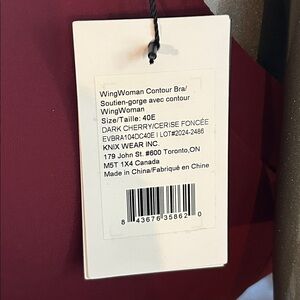 WingWoman Contour Bra/
Soutien-gorge avec contour
WingWoman
Size/Taille: 40E
DARK CHERRY/CERISE FONCÉE
EVBRA104DC40E I LOT#2024-2486
KNIX WEAR INC.
179 John St. #600 Toronto,ON
M5T 1X4 Canada
Made in China/Fabriqué en Chine
8 43676 35862 0